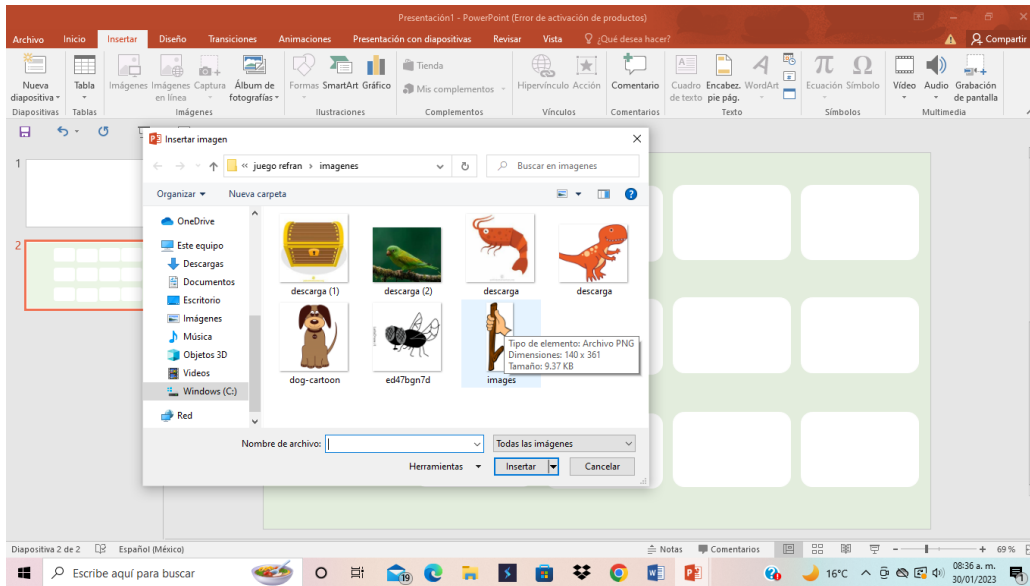 Presentación1 - PowerPoint (Error de activación de productos)
Archivo Inicio Insertar Diseño Transiciones Animaciones Presentación con diapositivas Revisar Vista ¿Qué desea hacer? Compartir
Nueva diapositiva
Tabla
Imágenes
Imágenes en línea
Captura
Álbum de fotografías
Formas
SmartArt
Gráfico
Tienda
Mis complementos
Hipervínculo
Acción
Comentario
Cuadro de texto
Encabez. pie pág.
WordArt
Ecuación
Símbolo
Vídeo
Audio
Grabación de pantalla
Diapositivas Tablas Imágenes Ilustraciones Complementos Vínculos Comentarios Texto Símbolos Multimedia
1
2
Insertar imagen
« juego refran › imagenes
Buscar en imagenes
Organizar Nueva carpeta
OneDrive
Este equipo
Descargas
Documentos
Escritorio
Imágenes
Música
Objetos 3D
Videos
Windows (C:)
Red
descarga (1) descarga (2) descarga descarga
dog-cartoon ed47bgn7d images
Tipo de elemento: Archivo PNG
Dimensiones: 140 x 361
Tamaño: 9.37 KB
Nombre de archivo: Todas las imágenes
Herramientas Insertar Cancelar
Diapositiva 2 de 2 Español (México) Notas Comentarios 69 %
Escribe aquí para buscar
19
16°C
08:36 a. m.
30/01/2023